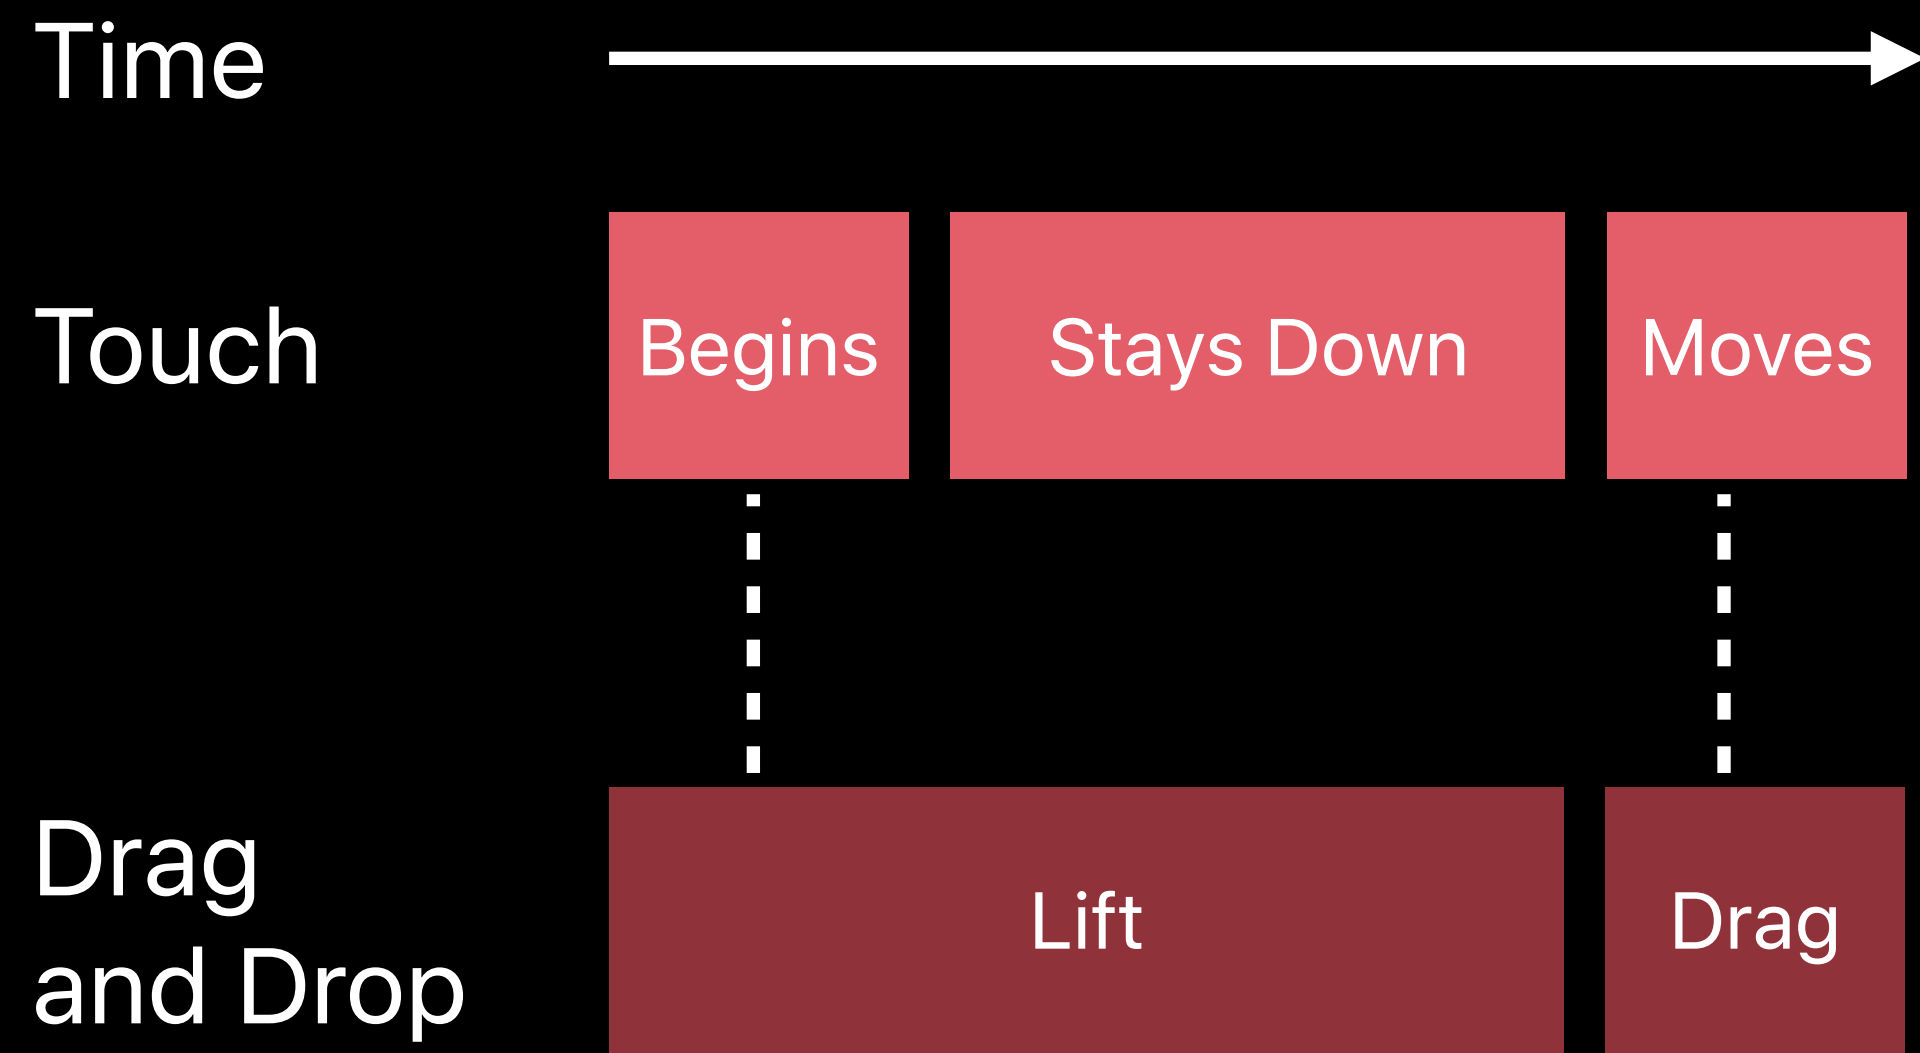 Time
Touch
Begins
Stays Down
Moves
Drag
and Drop
Lift
Drag